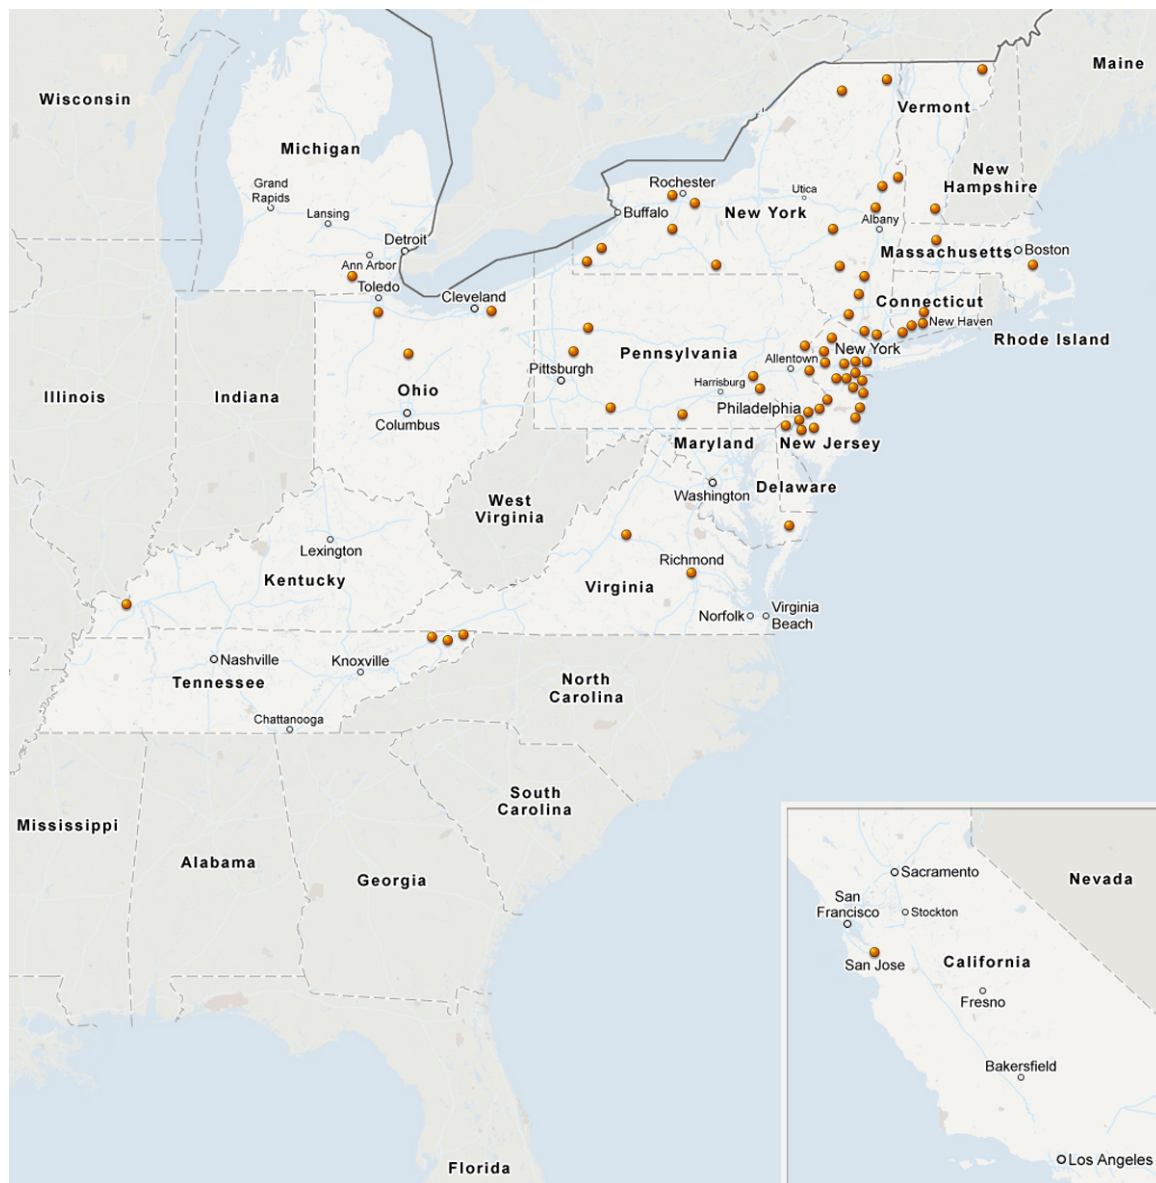 Maine
Wisconsin
Vermont
Michigan
New
Hampshire
Grand
Rapids
Lansing
Detroit
Ann Arbor
Toledo
Rochester
Buffalo
Utica
New York
Albany
Massachusetts
Boston
Connecticut
New Haven
Rhode Island
Cleveland
Pennsylvania
Allentown
New York
Pittsburgh
Harrisburg
Philadelphia
Illinois
Indiana
Ohio
Columbus
Maryland
New Jersey
West
Virginia
Washington
Delaware
Lexington
Kentucky
Virginia
Richmond
Norfolk
Virginia
Beach
Nashville
Knoxville
Tennessee
Chattanooga
North
Carolina
South
Carolina
Mississippi
Alabama
Georgia
Florida
Sacramento
Nevada
San
Francisco
Stockton
San Jose
California
Fresno
Bakersfield
Los Angeles